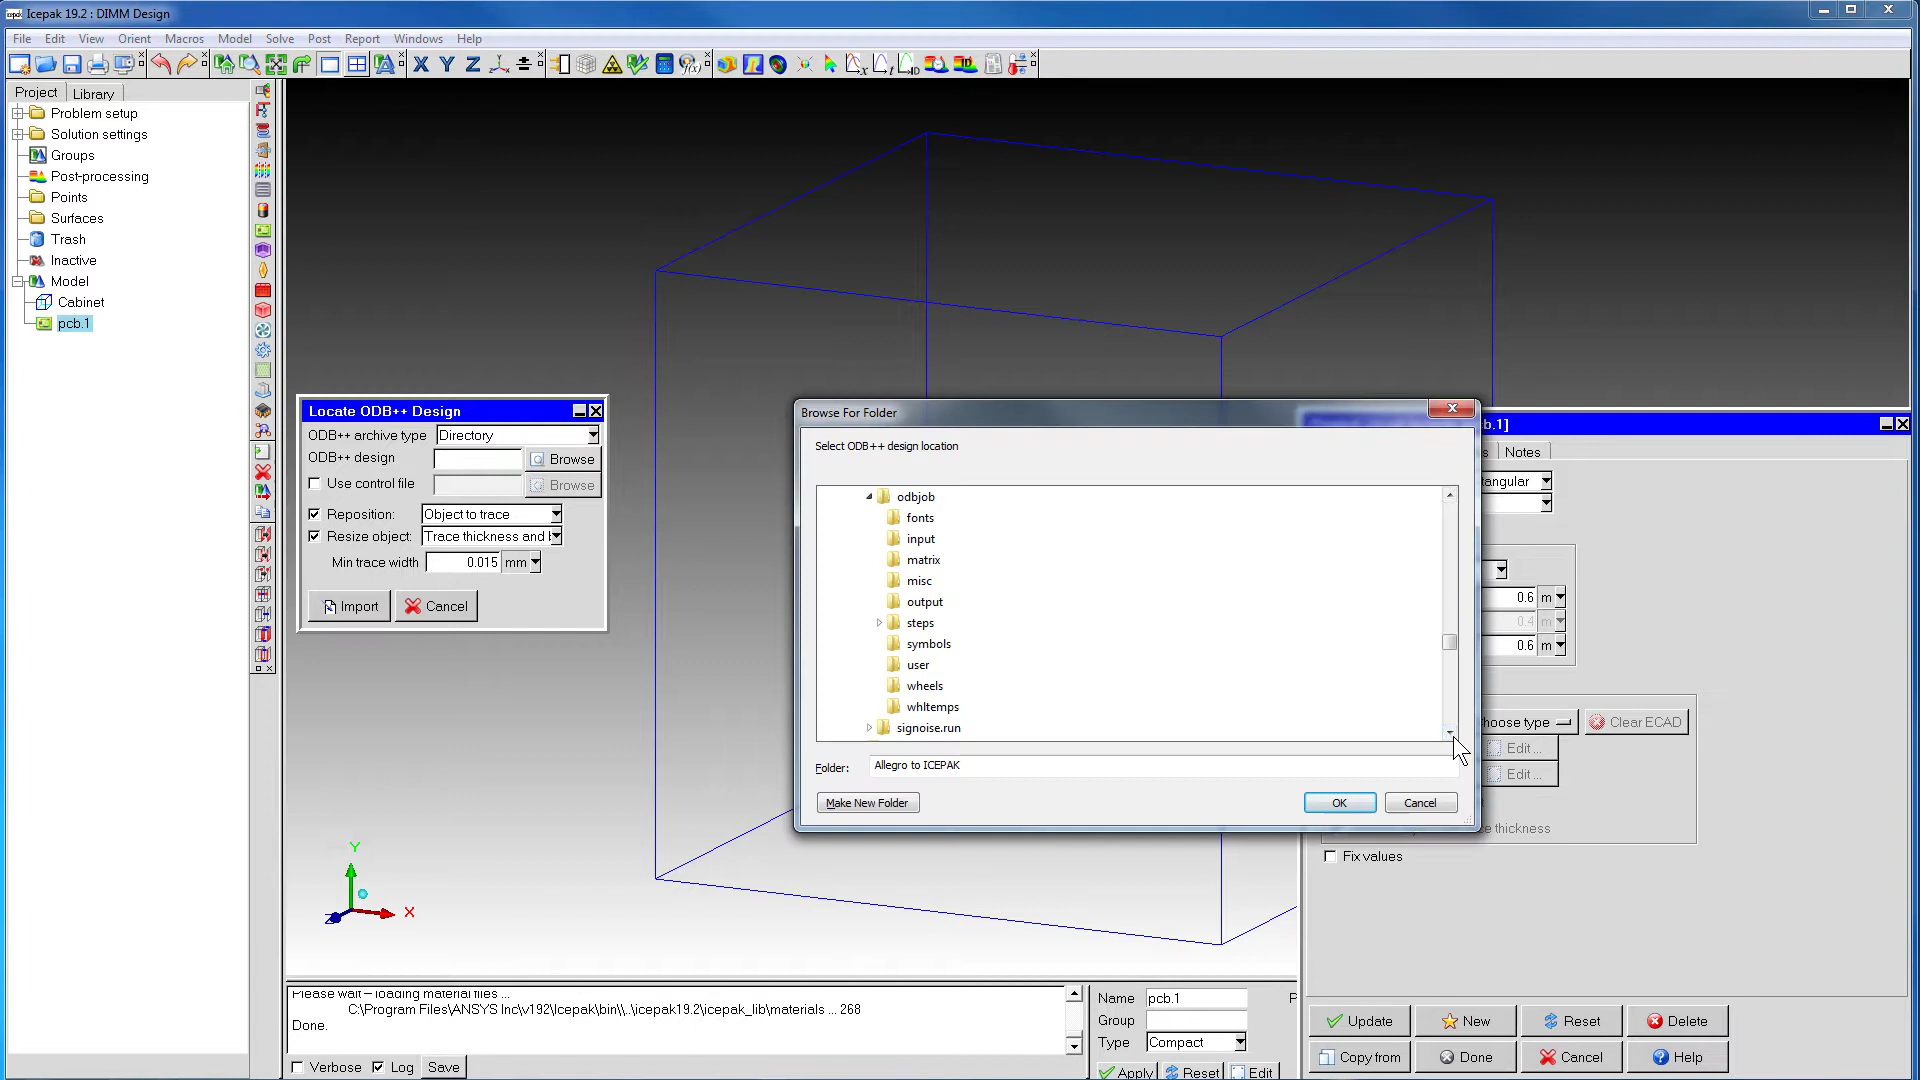 Icepak 19.2 : DIMM Design
File Edit View Orient Macros Model Solve Post Report Windows Help
Project Library
Problem setup
Solution settings
Groups
Post-processing
Points
Surfaces
Trash
Inactive
Model
Cabinet
pcb.1
Locate ODB++ Design
ODB++ archive type Directory
ODB++ design Browse
Use control file Browse
Reposition: Object to trace
Resize object: Trace thickness and
Min trace width 0.015 mm
Import Cancel
Browse For Folder
Select ODB++ design location
odbjob
fonts
input
matrix
misc
output
steps
symbols
user
wheels
whltemps
signoise.run
Folder: Allegro to ICEPAK
Make New Folder OK Cancel
Notes
0.6 m
0.4 m
0.6 m
Clear ECAD
Edit ...
Edit ...
thickness
Fix values
Update New Reset Delete
Copy from Done Cancel Help
Y
X
Please wait – loading material files ...
C:\Program Files\ANSYS Inc\v192\Icepak\bin\\..\icepak19.2\icepak_lib\materials ... 268
Done.
Verbose Log Save
Name pcb.1
Group
Type Compact
Apply Reset Edit